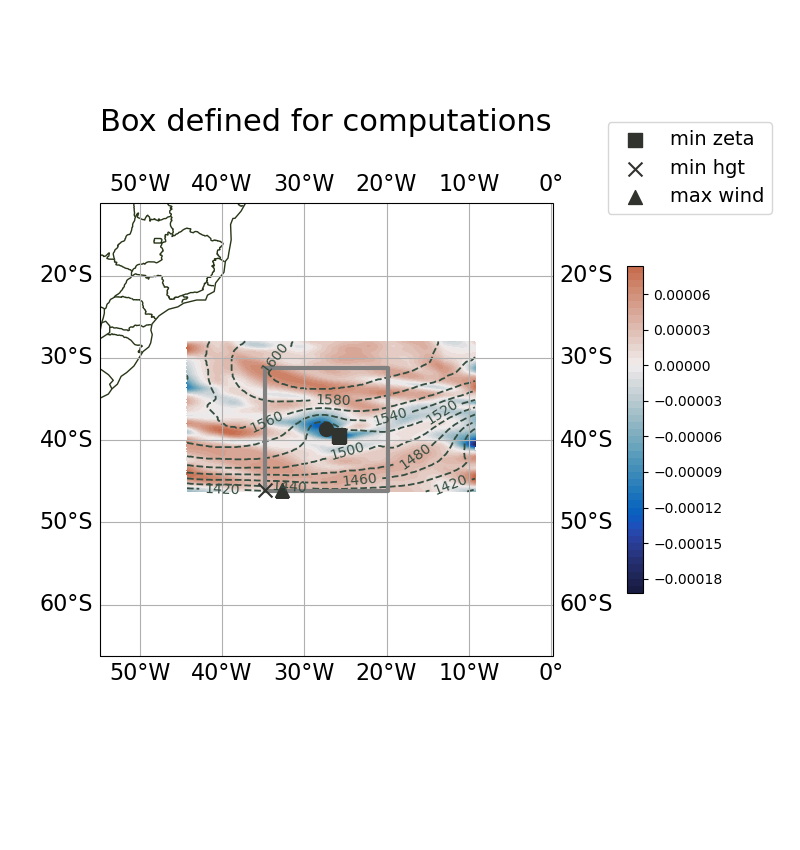 Box defined for computations
min zeta
min hgt
max wind
50°W 40°W 30°W 20°W 10°W 0°
20°S 20°S
30°S 30°S
40°S 40°S
50°S 50°S
60°S 60°S
50°W 40°W 30°W 20°W 10°W 0°
1600
1580
1560
1540
1520
1500
1480
1460
1440
1420
1420
0.00006
0.00003
0.00000
−0.00003
−0.00006
−0.00009
−0.00012
−0.00015
−0.00018